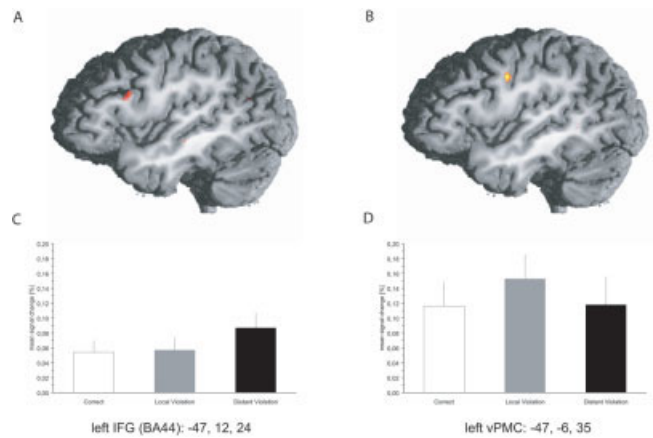 A
B
C
D
mean signal change [%]
0,20
0,18
0,16
0,14
0,12
0,10
0,08
0,06
0,04
0,02
0,00
Correct
Local Violation
Distant Violation
left IFG (BA44): -47, 12, 24
mean signal change [%]
0,20
0,18
0,16
0,14
0,12
0,10
0,08
0,06
0,04
0,02
0,00
Correct
Local Violation
Distant Violation
left vPMC: -47, -6, 35